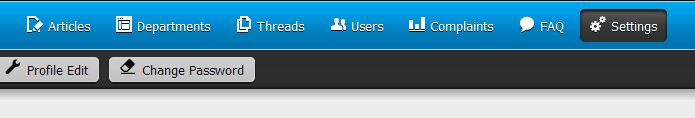 Articles Departments Threads Users Complaints FAQ Settings
Profile Edit Change Password